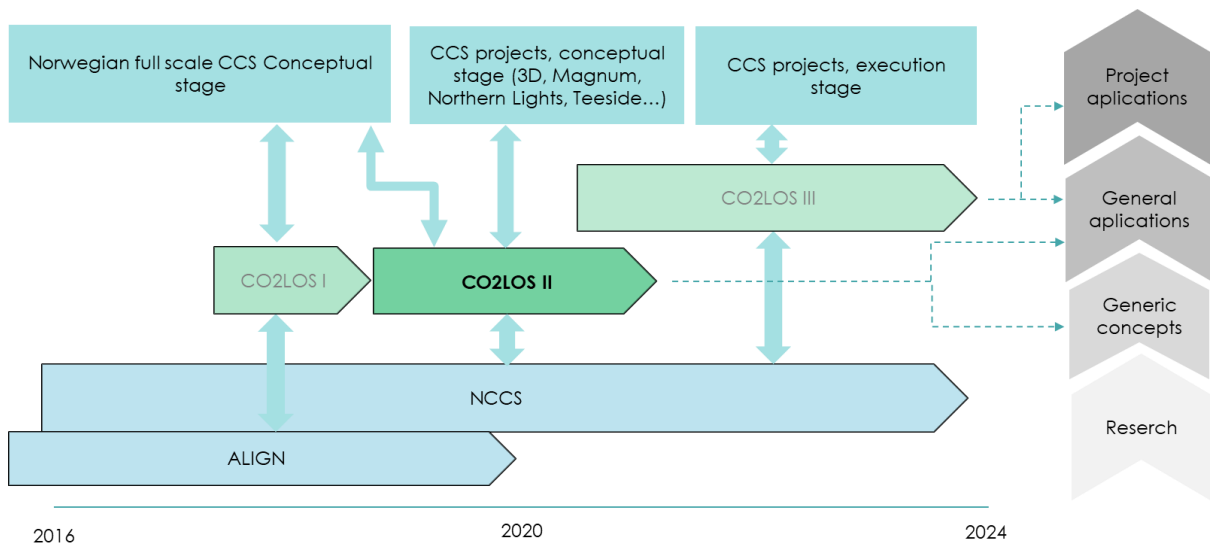 Norwegian full scale CCS Conceptual
stage
CCS projects, conceptual
stage (3D, Magnum,
Northern Lights, Teeside…)
CCS projects, execution
stage
Project
aplications
CO2LOS III
General
aplications
CO2LOS I
CO2LOS II
Generic
concepts
NCCS
Reserch
ALIGN
2016
2020
2024